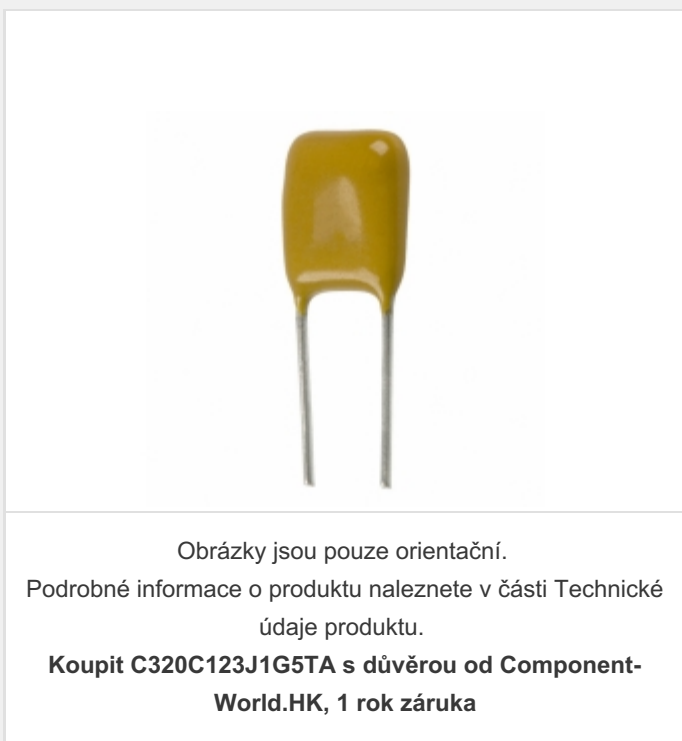 Obrázky jsou pouze orientační.
Podrobné informace o produktu naleznete v části Technické
údaje produktu.
Koupit C320C123J1G5TA s důvěrou od Component-
World.HK, 1 rok záruka